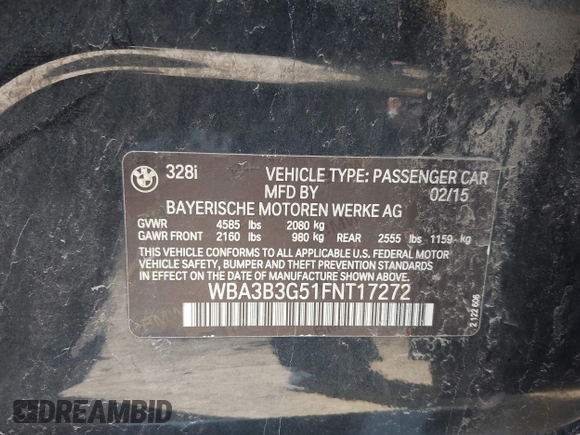 328i VEHICLE TYPE: PASSENGER CAR
MFD BY 02/15
BAYERISCHE MOTOREN WERKE AG
GVWR 4585 lbs 2080 kg
GAWR FRONT 2160 lbs 980 kg REAR 2555 lbs 1159 kg
THIS VEHICLE CONFORMS TO ALL APPLICABLE U.S. FEDERAL MOTOR
VEHICLE SAFETY, BUMPER, AND THEFT PREVENTION STANDARDS
IN EFFECT ON THE DATE OF MANUFACTURE SHOWN ABOVE.
WBA3B3G51FNT17272
2 122 606
DREAMBID